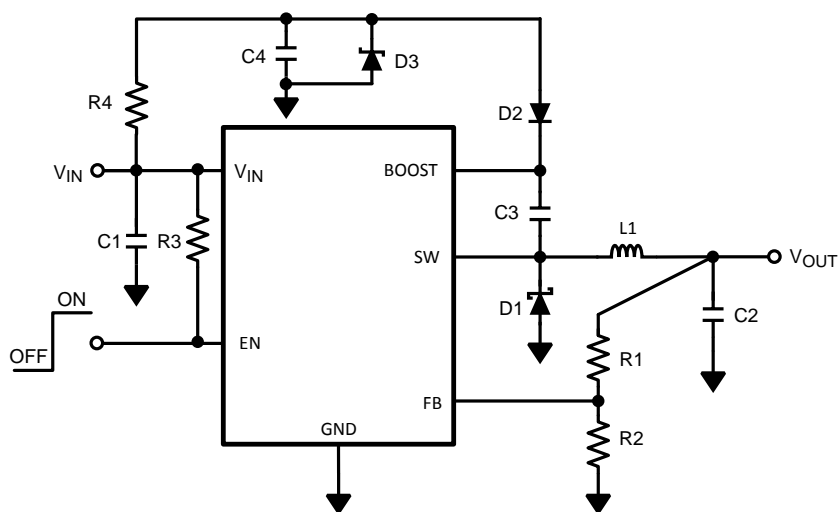 C4
D3
R4
D2
VIN
VIN
BOOST
C3
L1
C1
R3
SW
VOUT
ON
D1
C2
OFF
EN
R1
FB
GND
R2